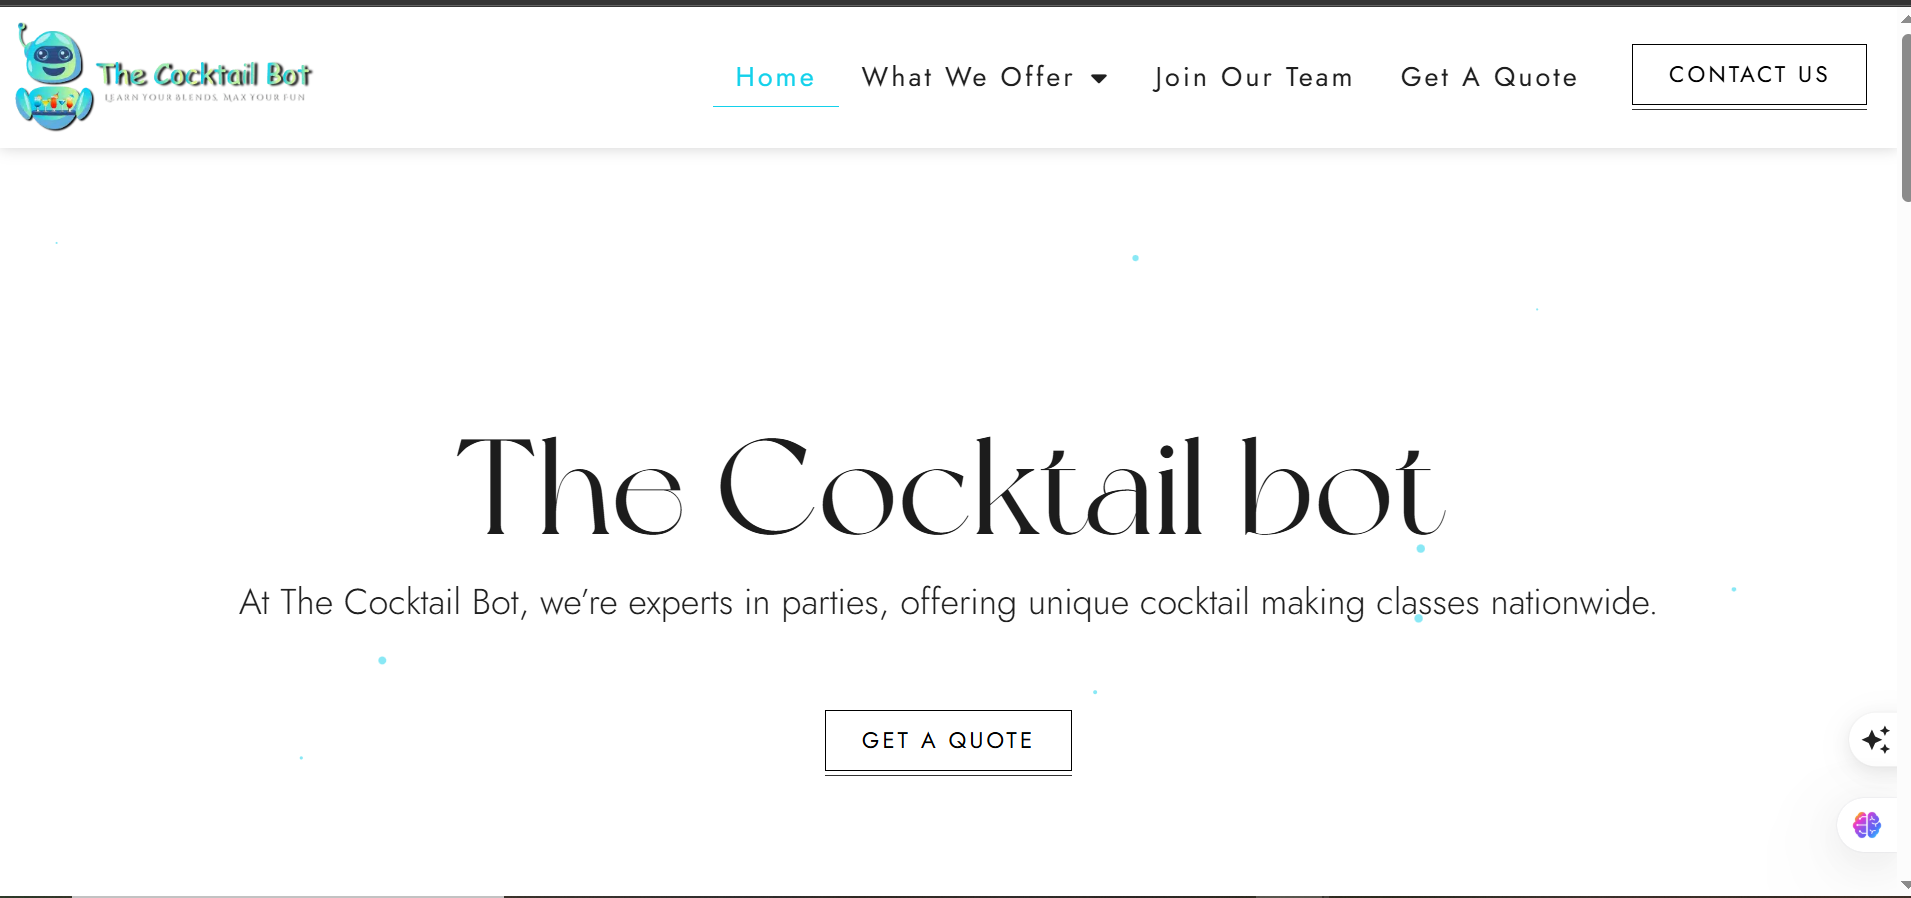 The Cocktail Bot
LEARN YOUR BLENDS, MAX YOUR FUN
Home
What We Offer
Join Our Team
Get A Quote
CONTACT US
The Cocktail bot
At The Cocktail Bot, we’re experts in parties, offering unique cocktail making classes nationwide.
GET A QUOTE